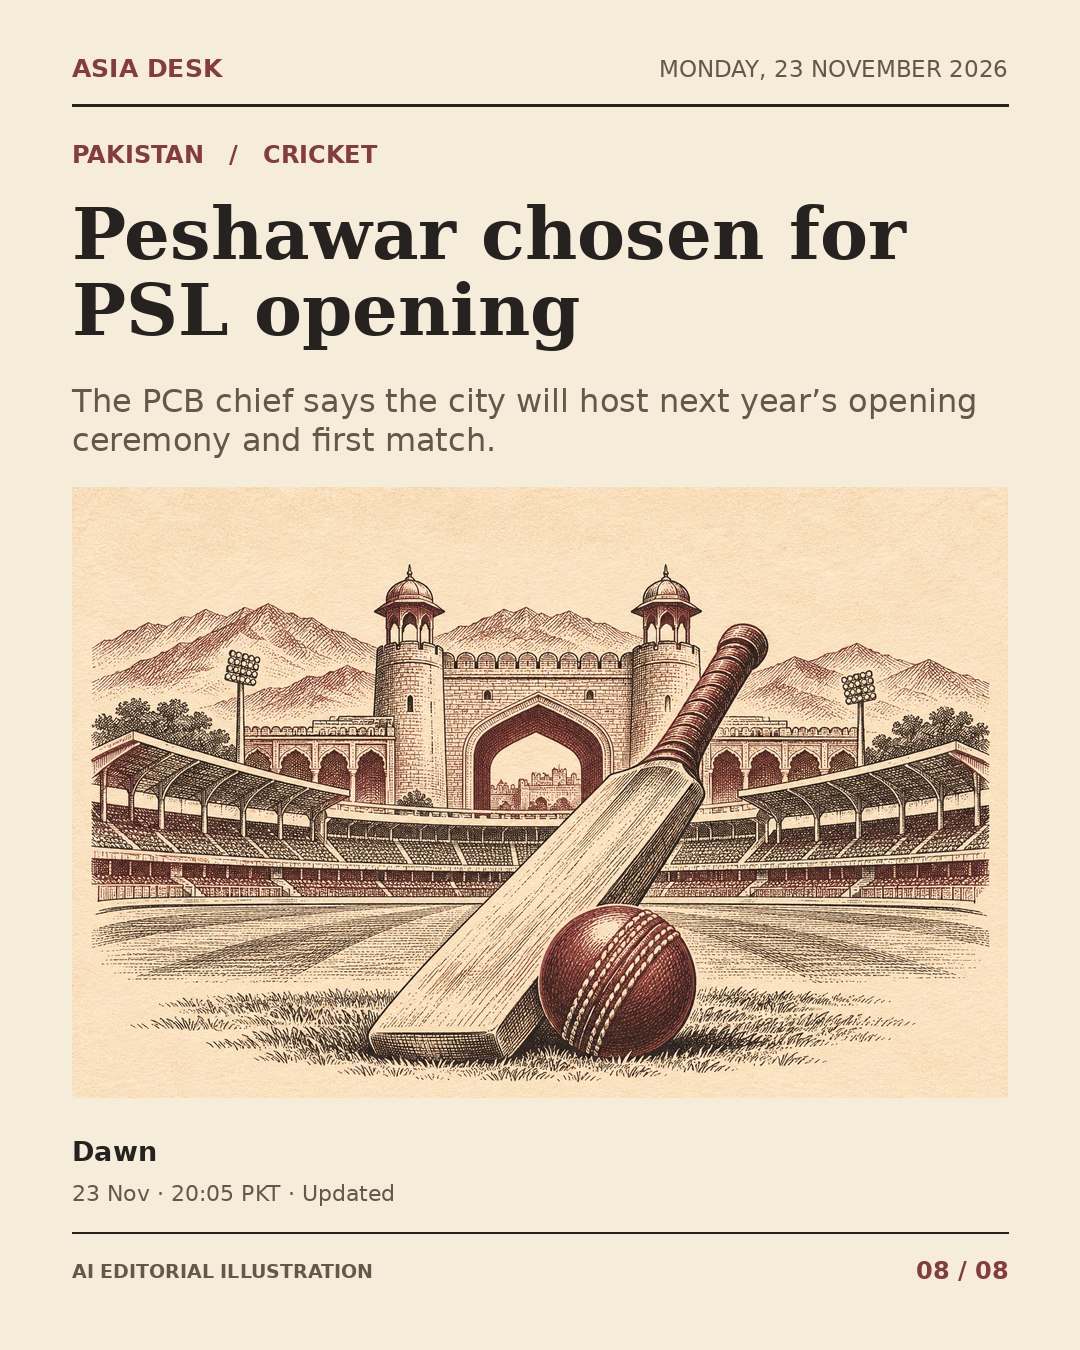 ASIA DESK
MONDAY, 23 NOVEMBER 2026
PAKISTAN / CRICKET
Peshawar chosen for
PSL opening
The PCB chief says the city will host next year’s opening
ceremony and first match.
Dawn
23 Nov · 20:05 PKT · Updated
AI EDITORIAL ILLUSTRATION
08 / 08